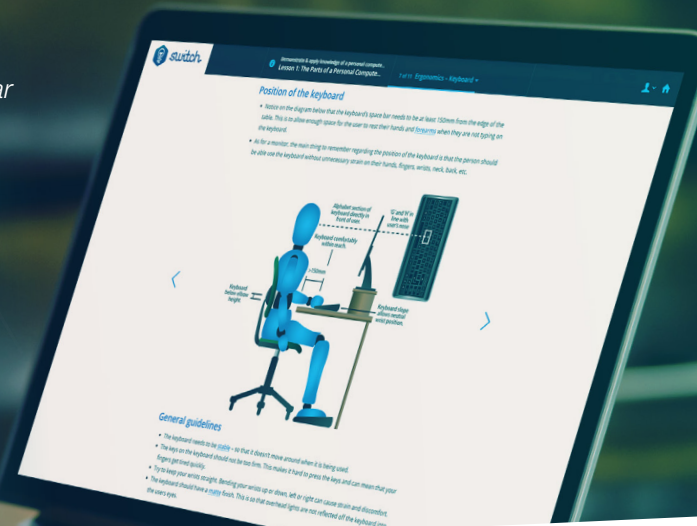 ar
switch
Demonstrate & apply knowledge of a personal compute...
Lesson 1: The Parts of a Personal Compute...
1 of 11 Ergonomics - Keyboard
Position of the keyboard
• Notice on the diagram below that the keyboard's space bar needs to be at least 150mm from the edge of the
table. This is to allow enough space for the user to rest their hands and forearms when they are not typing on
the keyboard.
• As for a monitor, the main thing to remember regarding the position of the keyboard is that the person should
be able use the keyboard without unnecessary strain on their hands, fingers, wrists, neck, back, etc.
Alphabet section of
keyboard directly in
front of user.
'G' and 'H' in
line with
user's nose
Keyboard comfortably
within reach.
>150mm
Keyboard
below elbow
height
Keyboard slope
allows neutral
wrist position.
General guidelines
• The keyboard needs to be stable - so that it doesn't move around when it is being used.
• The keys on the keyboard should not be too firm. This makes it hard to press the keys and can mean that your
fingers get tired quickly.
• Try to keep your wrists straight. Bending your wrists up or down, left or right can cause strain and discomfort.
• The keyboard should have a matte finish. This is so that overhead lights are not reflected off the keyboard into
the users eyes.